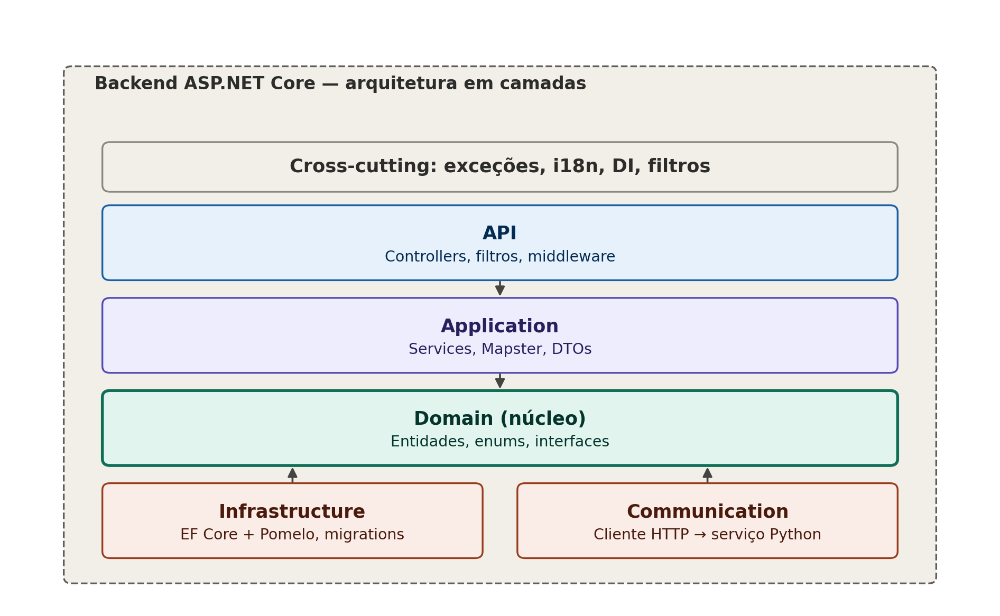 Backend ASP.NET Core — arquitetura em camadas
Cross-cutting: exceções, i18n, DI, filtros
API
Controllers, filtros, middleware
Application
Services, Mapster, DTOs
Domain (núcleo)
Entidades, enums, interfaces
Infrastructure
EF Core + Pomelo, migrations
Communication
Cliente HTTP → serviço Python